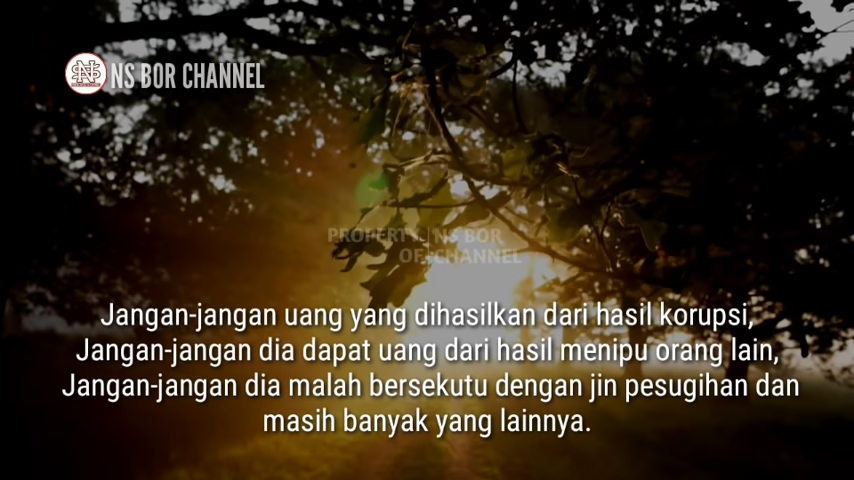 NS BOR CHANNEL
PROPERTY | NS BOR
OF CHANNEL
Jangan-jangan uang yang dihasilkan dari hasil korupsi,
Jangan-jangan dia dapat uang dari hasil menipu orang lain,
Jangan-jangan dia malah bersekutu dengan jin pesugihan dan
masih banyak yang lainnya.